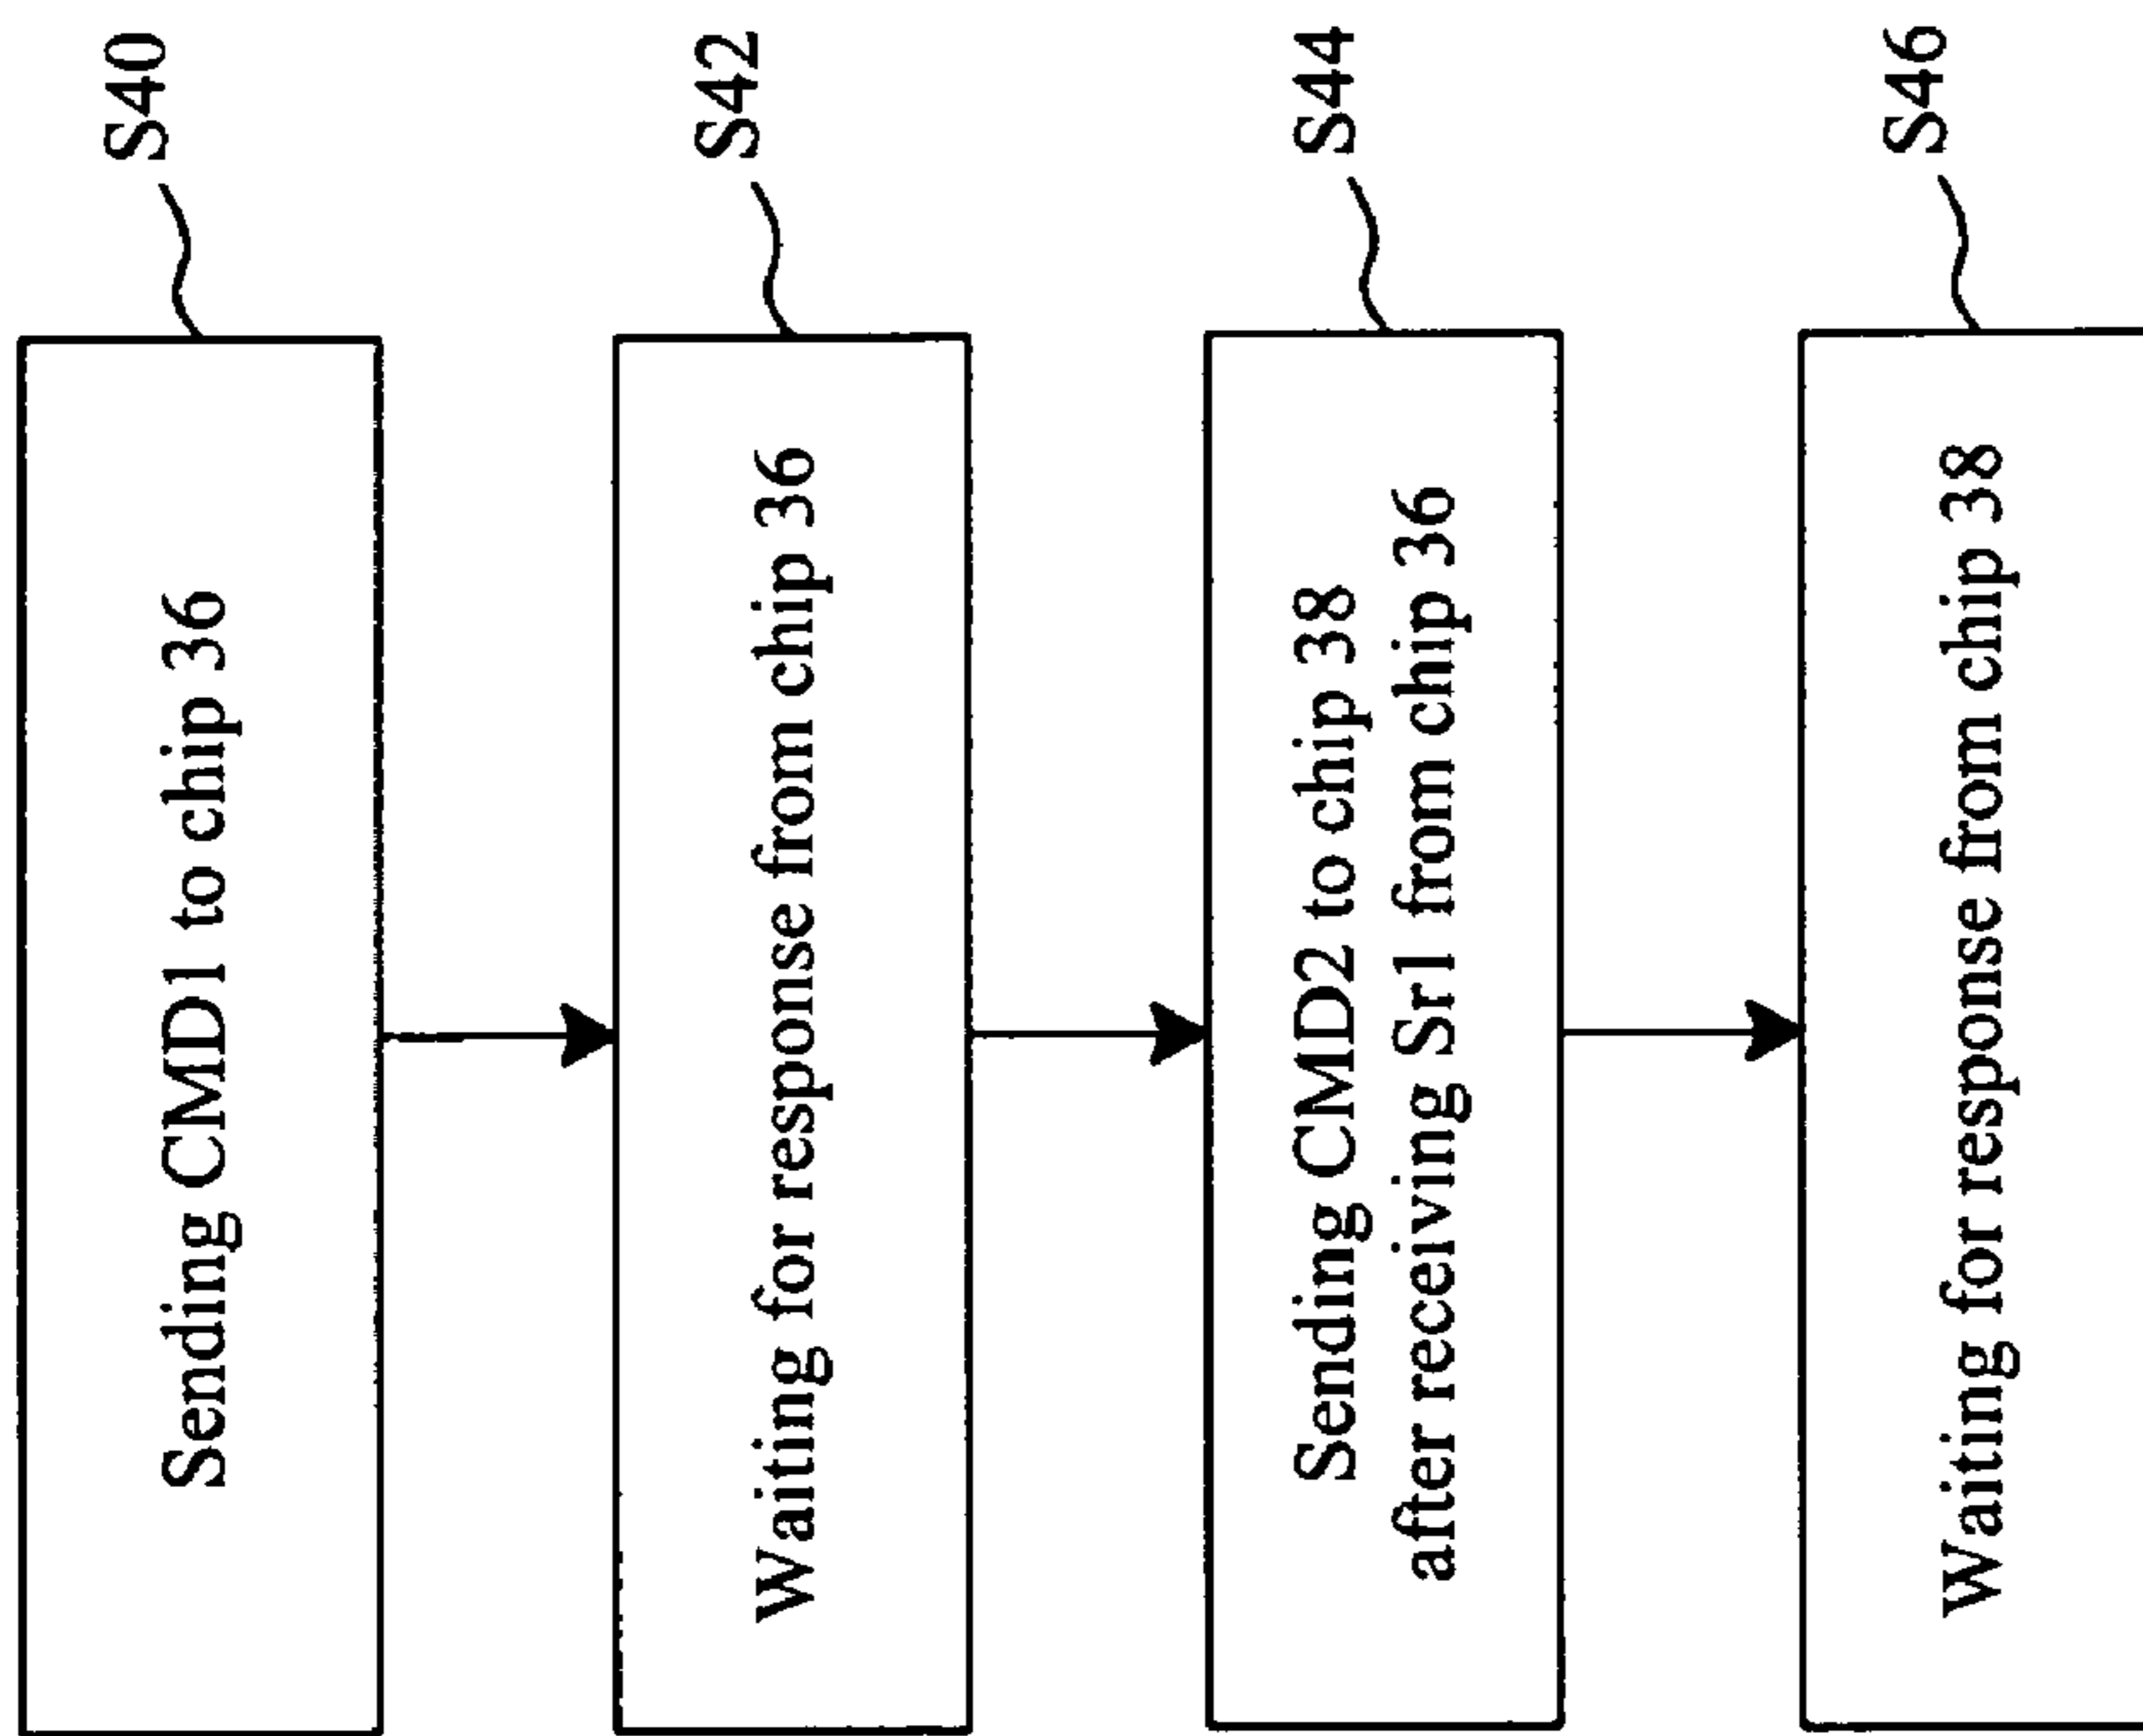 Sending CMD1 to chip 36
S40
Waiting for response from chip 36
S42
Sending CMD2 to chip 38
after receiving Sr1 from chip 36
S44
Waiting for response from chip 38
S46